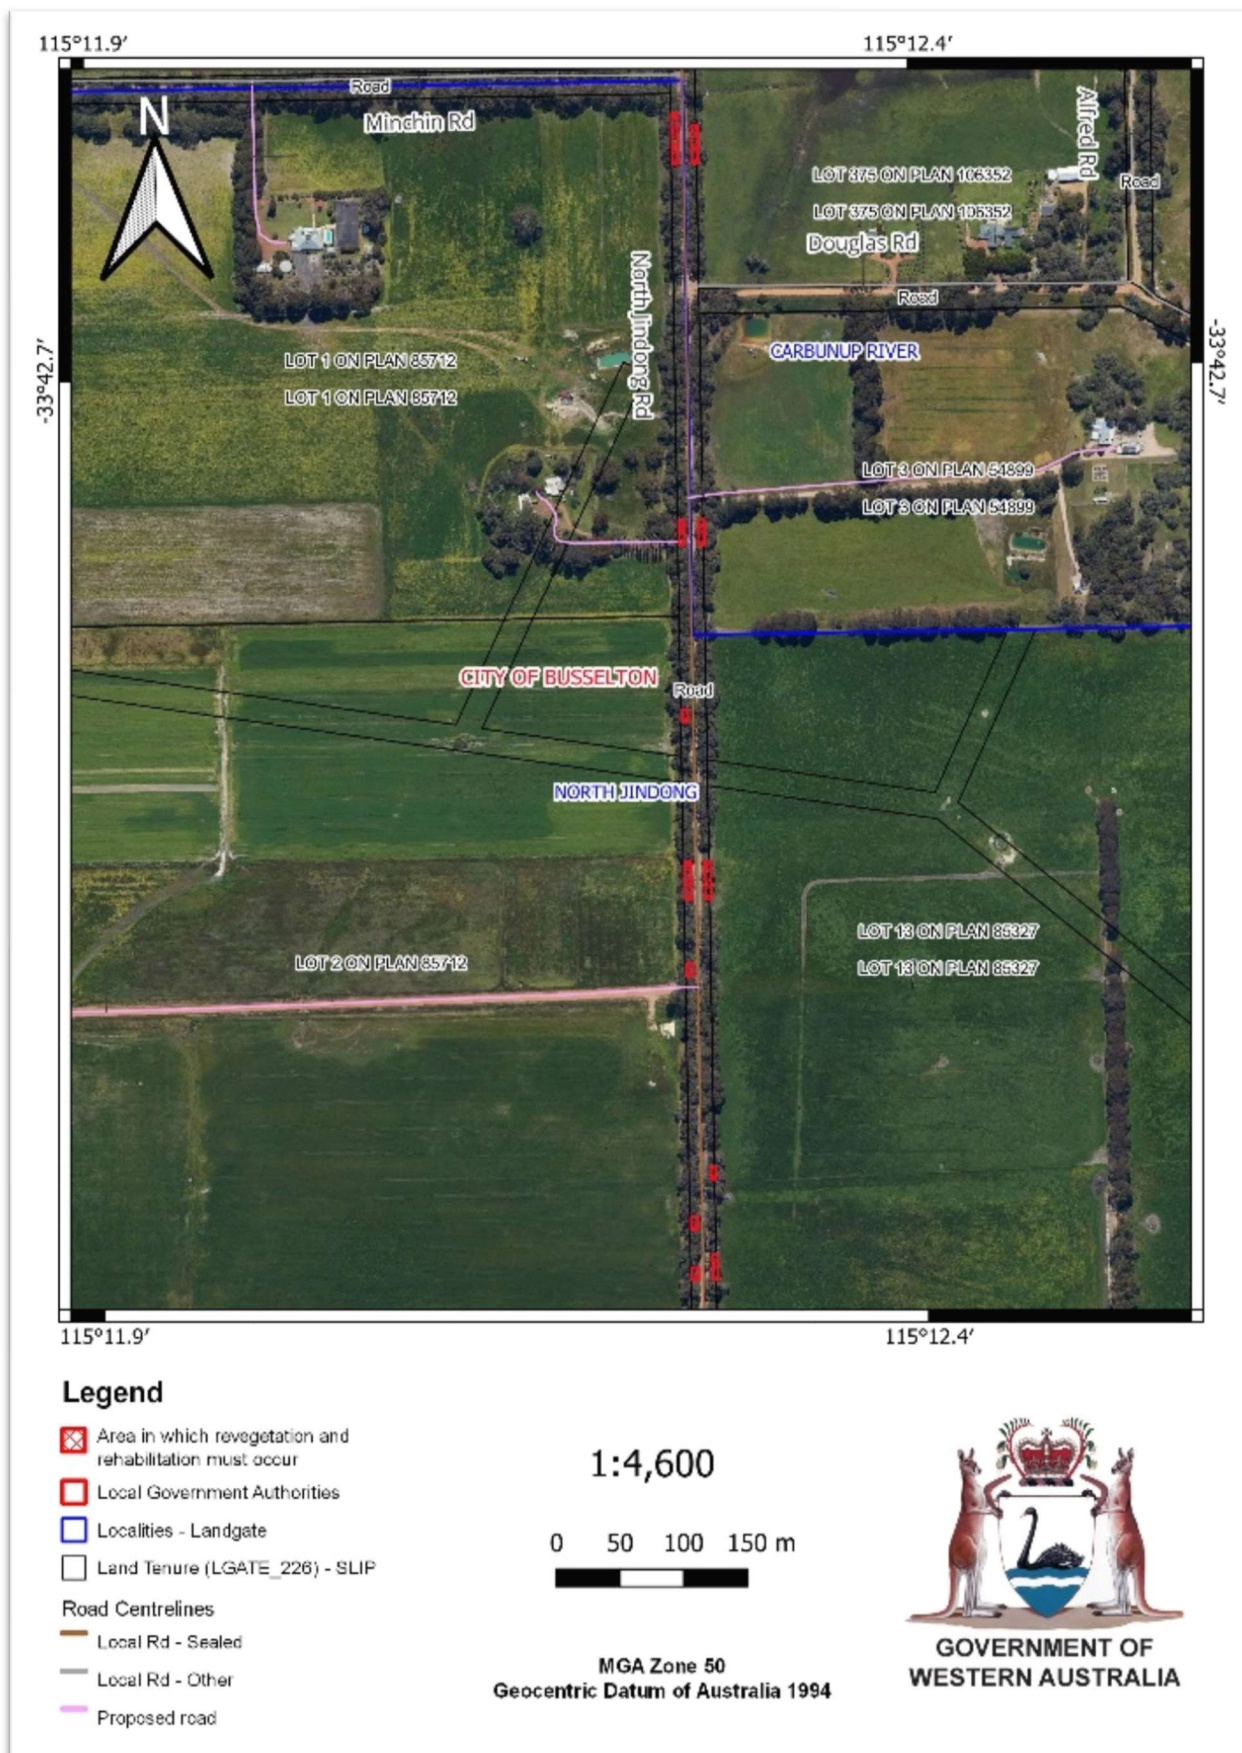 115°11.9′
115°12.4′
Road
N
Minchin Rd
Alfred Rd
LOT 375 ON PLAN 106352
Road
LOT 375 ON PLAN 106352
Douglas Rd
North Jindong Rd
Road
-33°42.7′
-33°42.7′
CARBUNUP RIVER
LOT 1 ON PLAN 85712
LOT 1 ON PLAN 85712
LOT 3 ON PLAN 54899
LOT 3 ON PLAN 54899
CITY OF BUSSELTON
Road
NORTH JINDONG
LOT 13 ON PLAN 85327
LOT 2 ON PLAN 85712
LOT 13 ON PLAN 85327
115°11.9′
115°12.4′
Legend
Area in which revegetation and
rehabilitation must occur
Local Government Authorities
Localities - Landgate
Land Tenure (LGATE_226) - SLIP
Road Centrelines
Local Rd - Sealed
Local Rd - Other
Proposed road
1:4,600
0 50 100 150 m
MGA Zone 50
Geocentric Datum of Australia 1994
GOVERNMENT OF
WESTERN AUSTRALIA